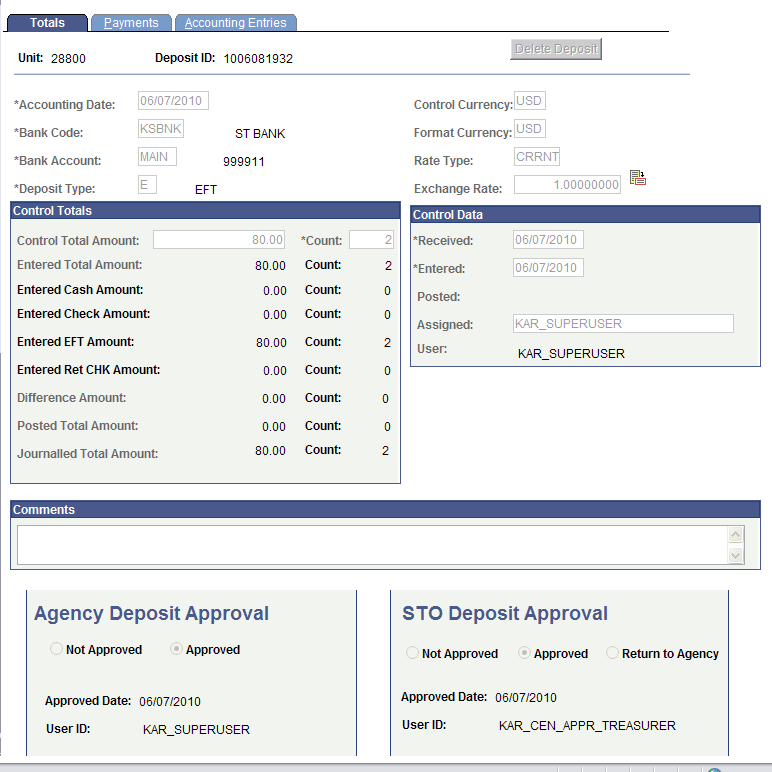 Totals Payments Accounting Entries
Unit: 28800 Deposit ID: 1006081932 Delete Deposit
*Accounting Date: 06/07/2010 Control Currency: USD
*Bank Code: KSBNK ST BANK Format Currency: USD
*Bank Account: MAIN 999911 Rate Type: CRRNT
*Deposit Type: E EFT Exchange Rate: 1.00000000
Control Totals
Control Total Amount: 80.00 *Count: 2
Entered Total Amount: 80.00 Count: 2
Entered Cash Amount: 0.00 Count: 0
Entered Check Amount: 0.00 Count: 0
Entered EFT Amount: 80.00 Count: 2
Entered Ret CHK Amount: 0.00 Count: 0
Difference Amount: 0.00 Count: 0
Posted Total Amount: 0.00 Count: 0
Journalled Total Amount: 80.00 Count: 2
Control Data
*Received: 06/07/2010
*Entered: 06/07/2010
Posted:
Assigned: KAR_SUPERUSER
User: KAR_SUPERUSER
Comments
Agency Deposit Approval
Not Approved Approved
Approved Date: 06/07/2010
User ID: KAR_SUPERUSER
STO Deposit Approval
Not Approved Approved Return to Agency
Approved Date: 06/07/2010
User ID: KAR_CEN_APPR_TREASURER